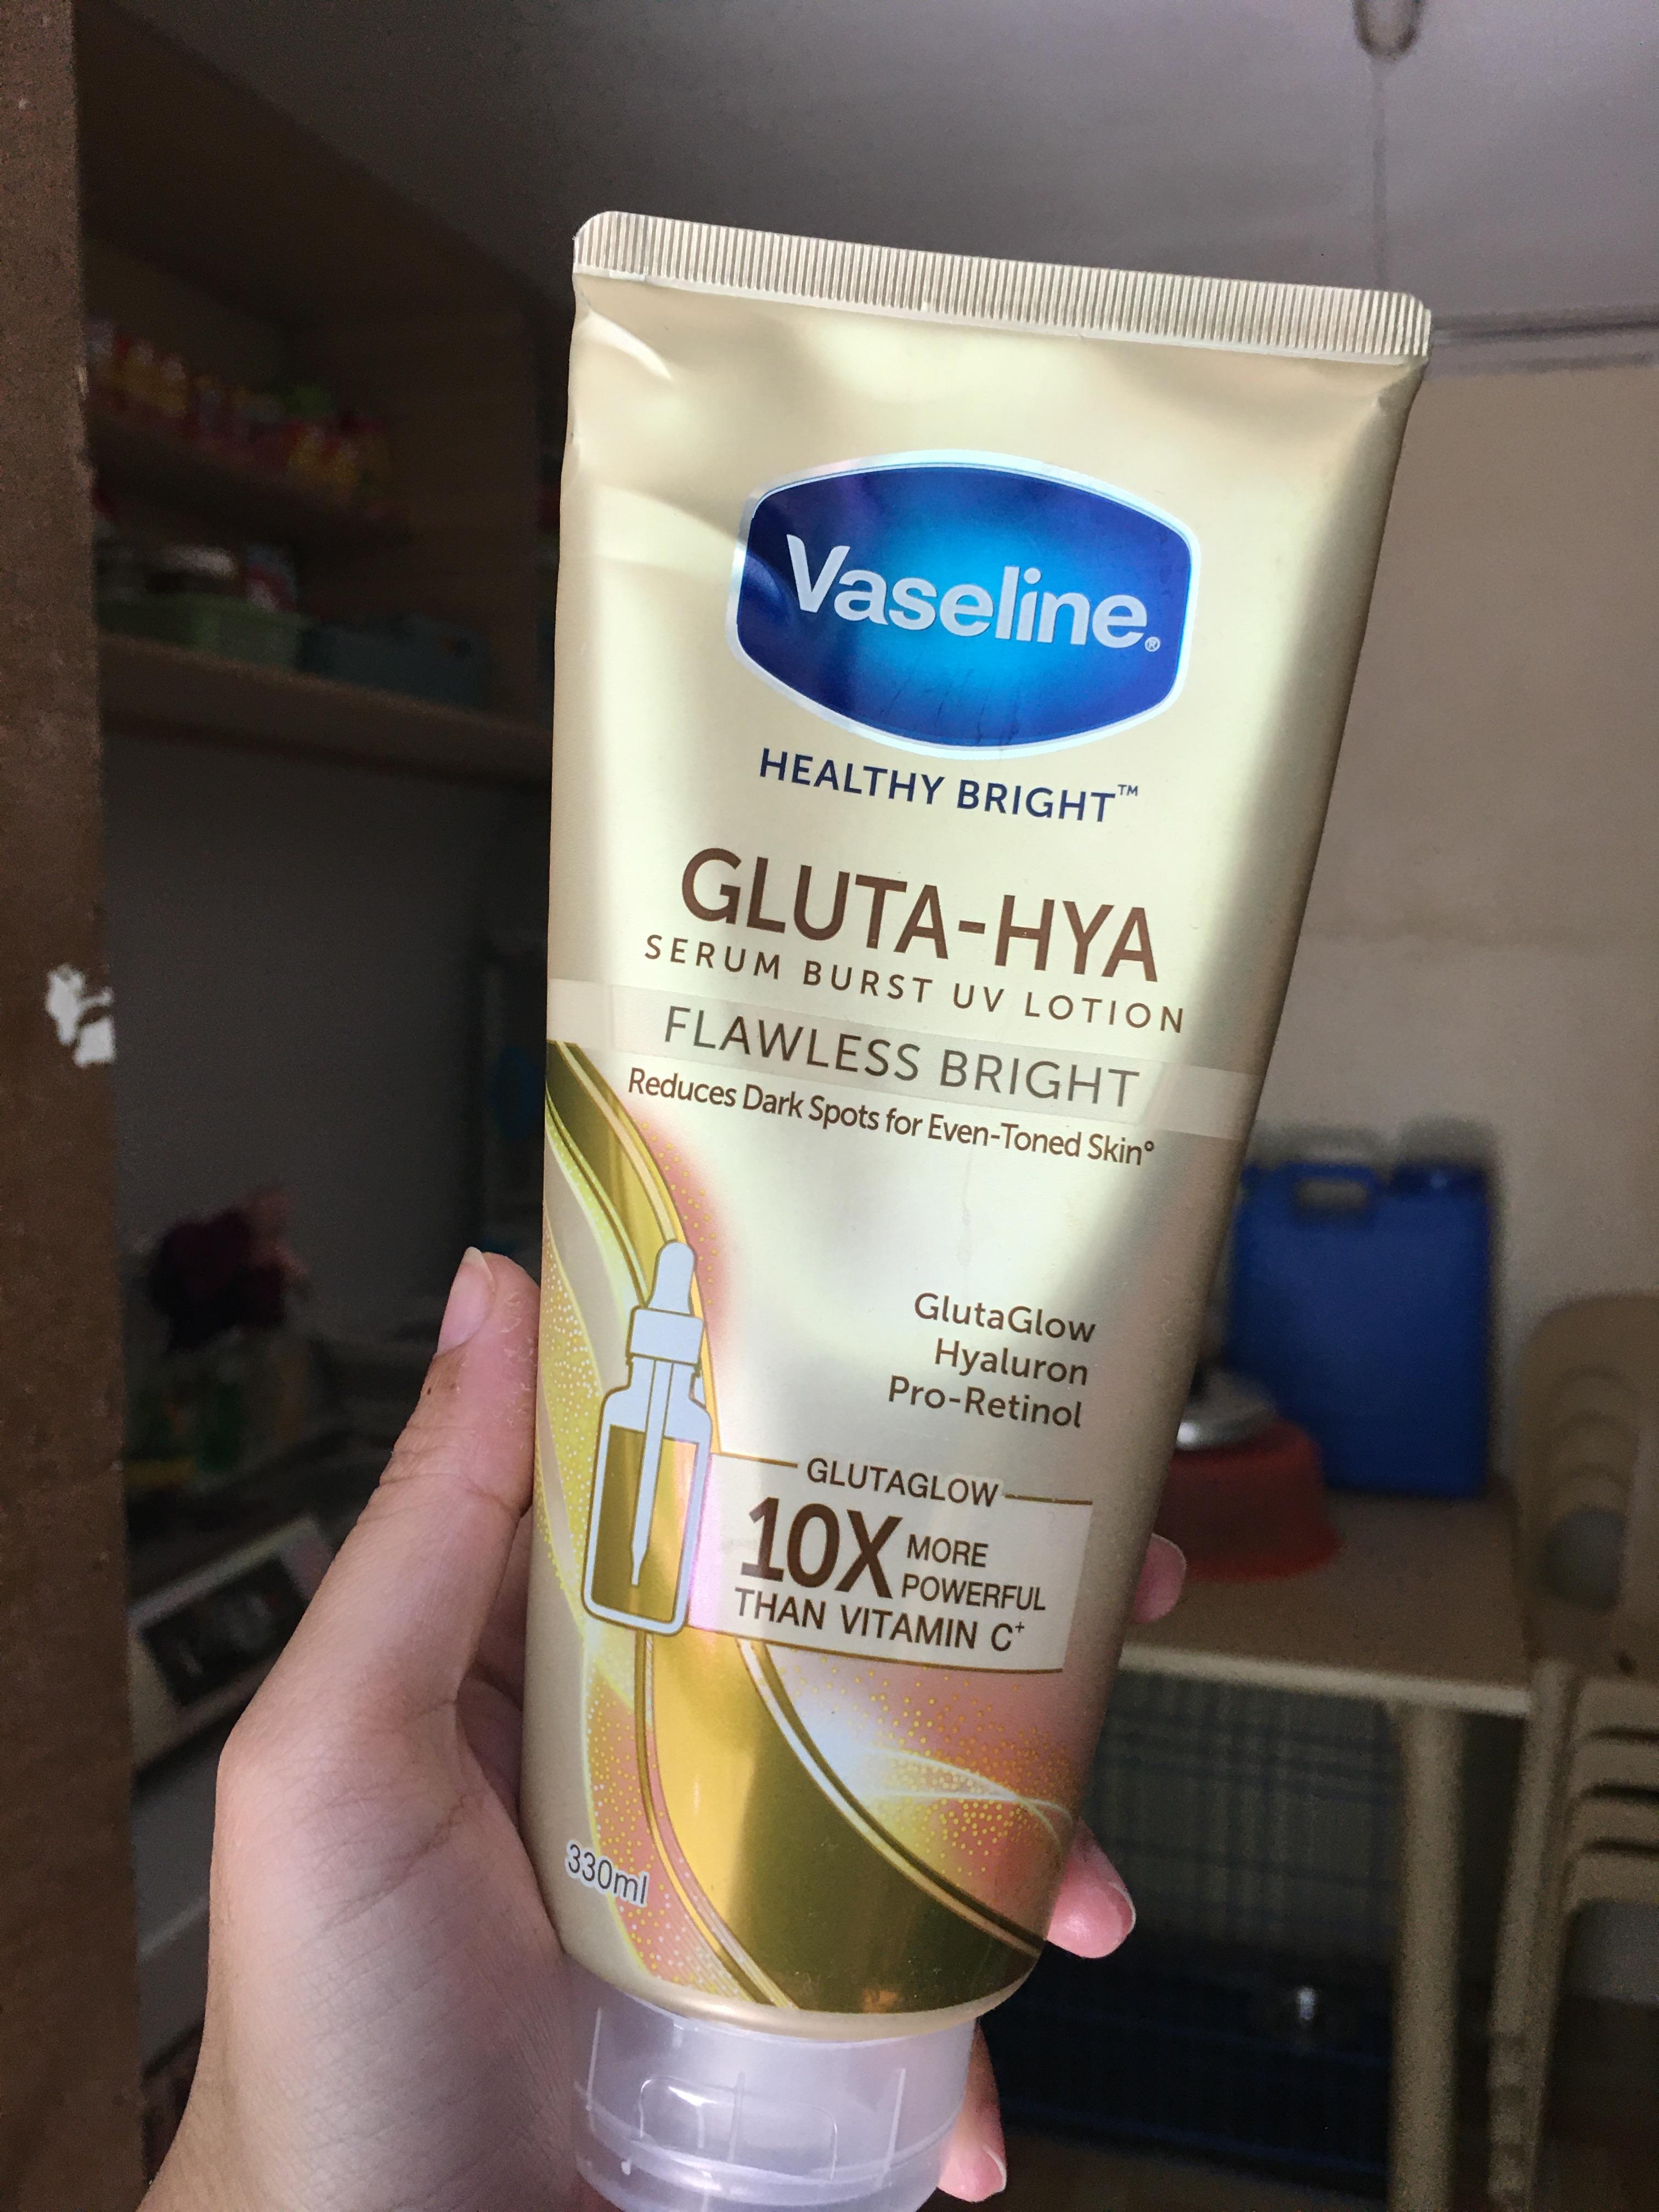 Vaseline®
HEALTHY BRIGHT™
GLUTA-HYA
SERUM BURST UV LOTION
FLAWLESS BRIGHT
Reduces Dark Spots for Even-Toned Skin°
GlutaGlow
Hyaluron
Pro-Retinol
GLUTAGLOW
10X MORE
POWERFUL
THAN VITAMIN C⁺
330ml